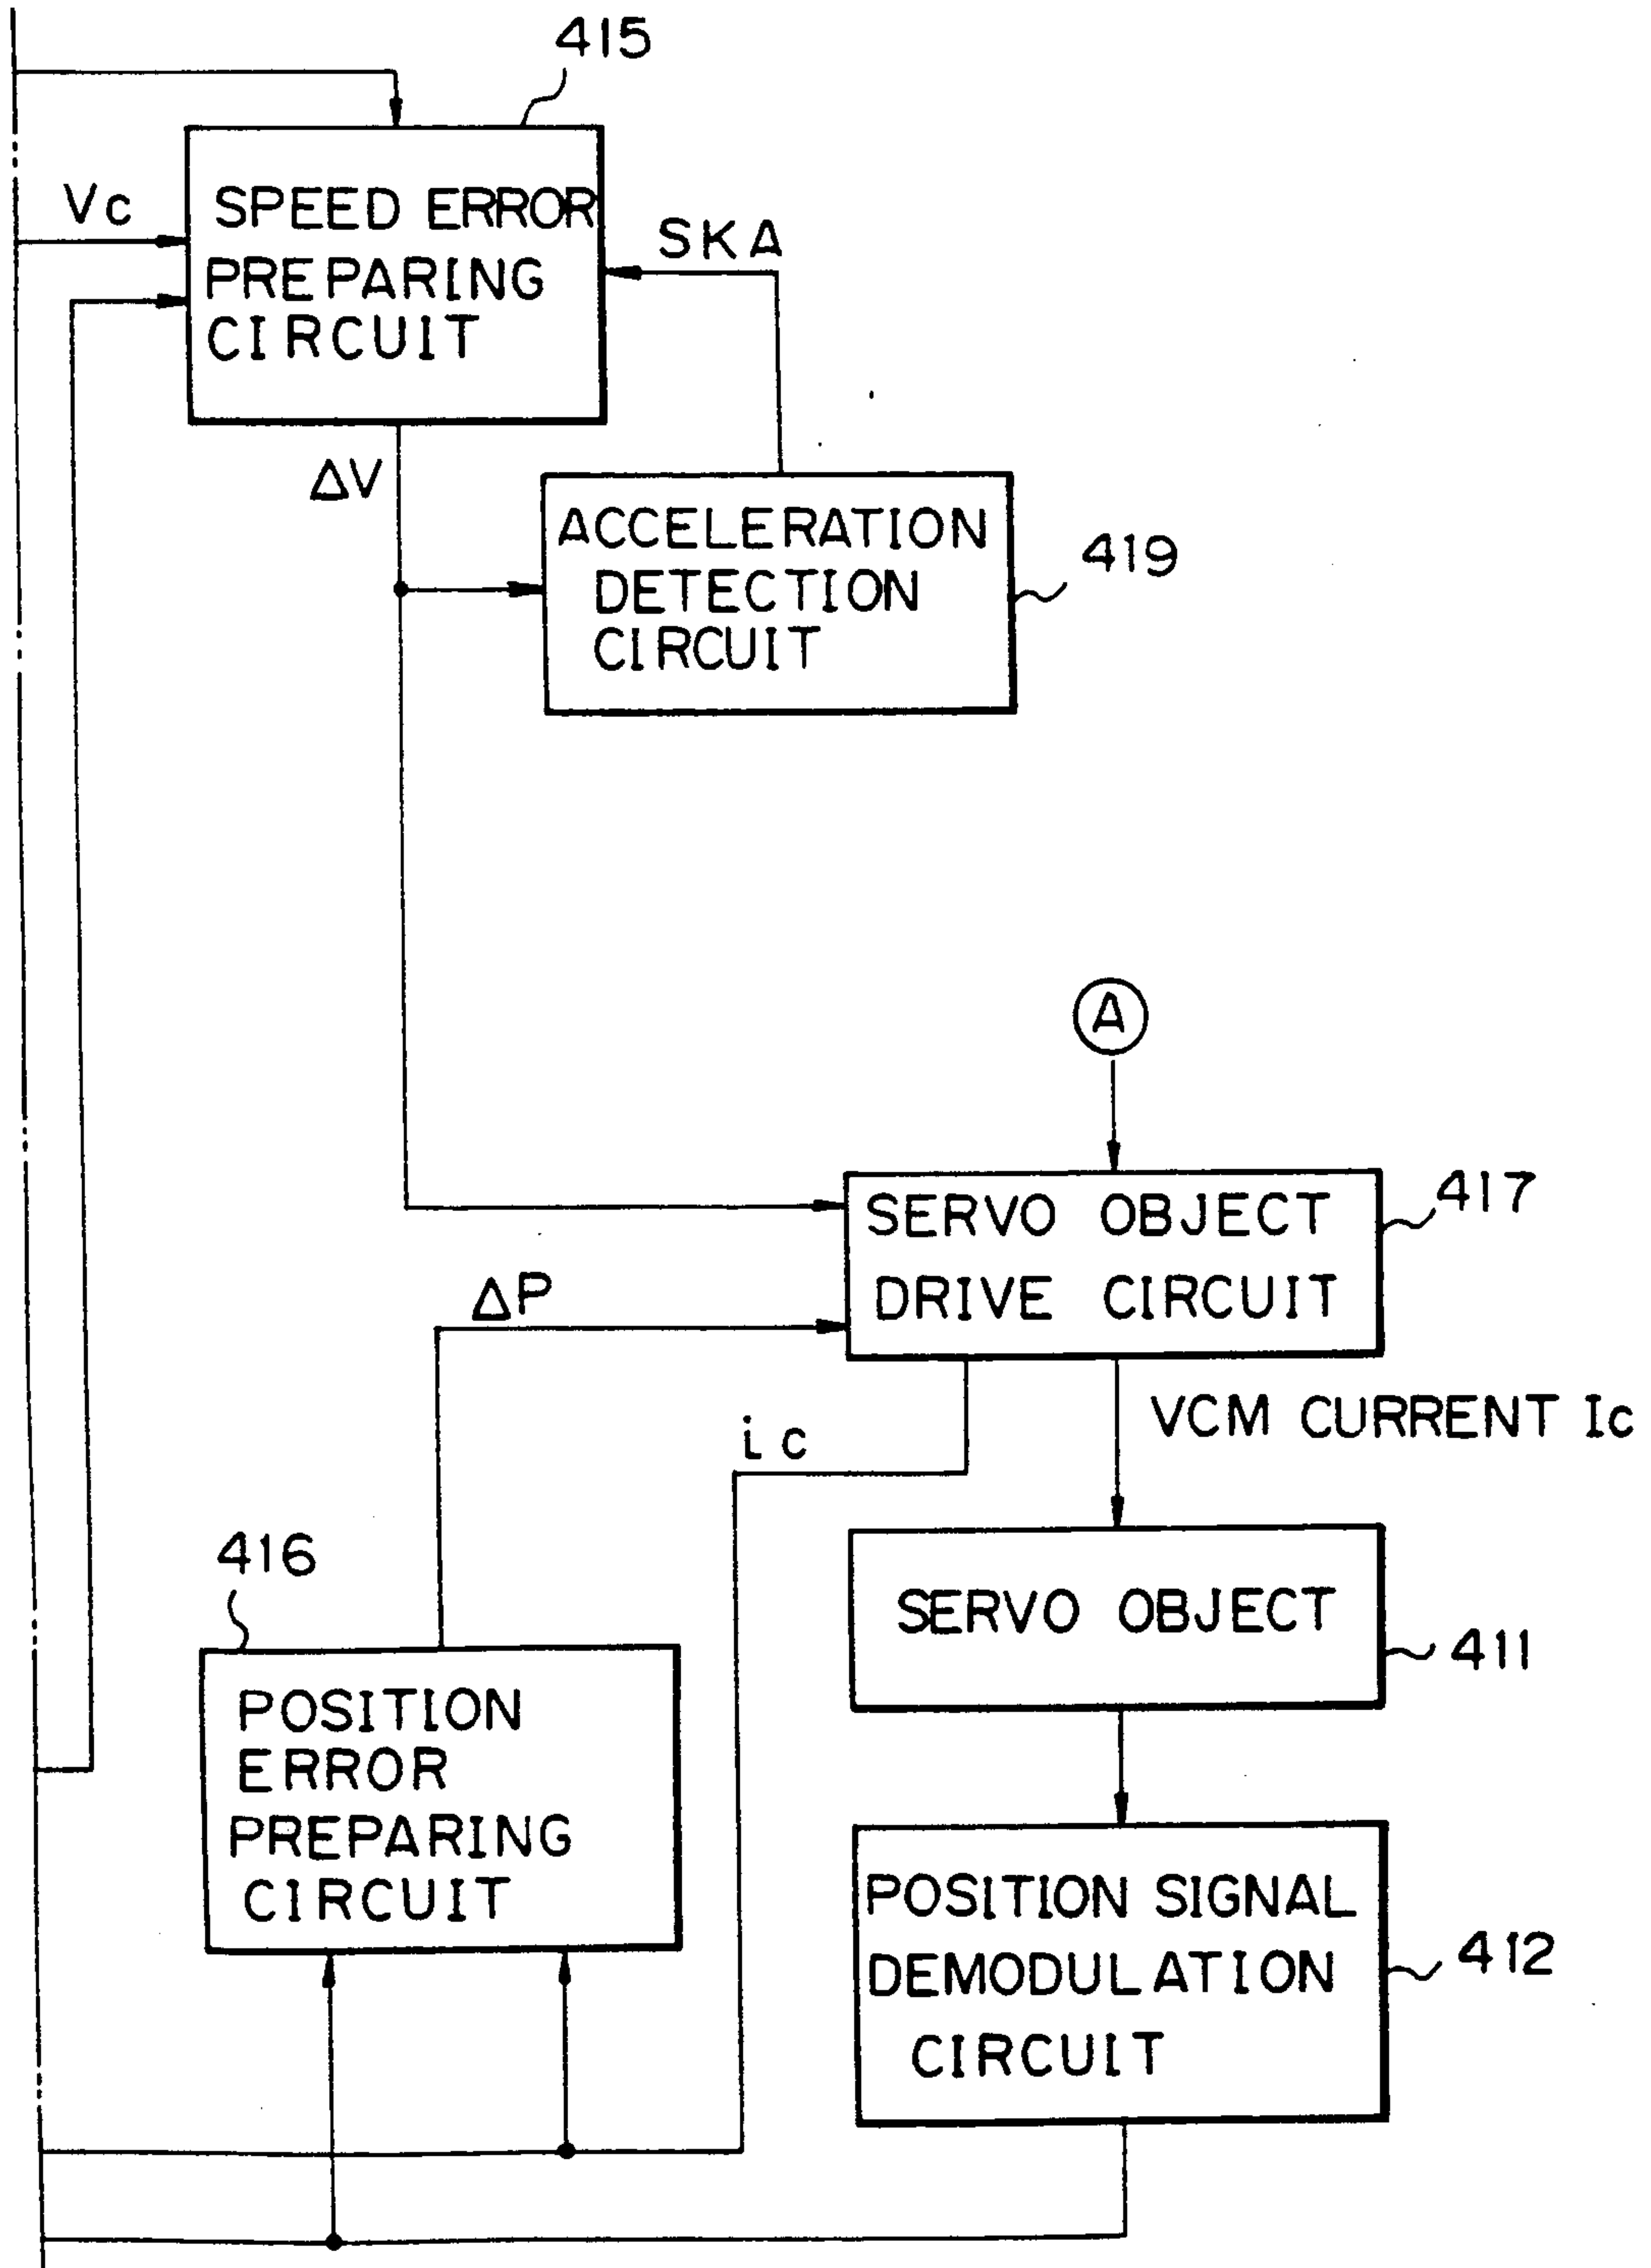 415
Vc
SPEED ERROR
PREPARING
CIRCUIT
SKA
ΔV
ACCELERATION
DETECTION
CIRCUIT
419
A
SERVO OBJECT
DRIVE CIRCUIT
417
ΔP
ic
VCM CURRENT Ic
416
SERVO OBJECT
411
POSITION
ERROR
PREPARING
CIRCUIT
POSITION SIGNAL
DEMODULATION
CIRCUIT
412